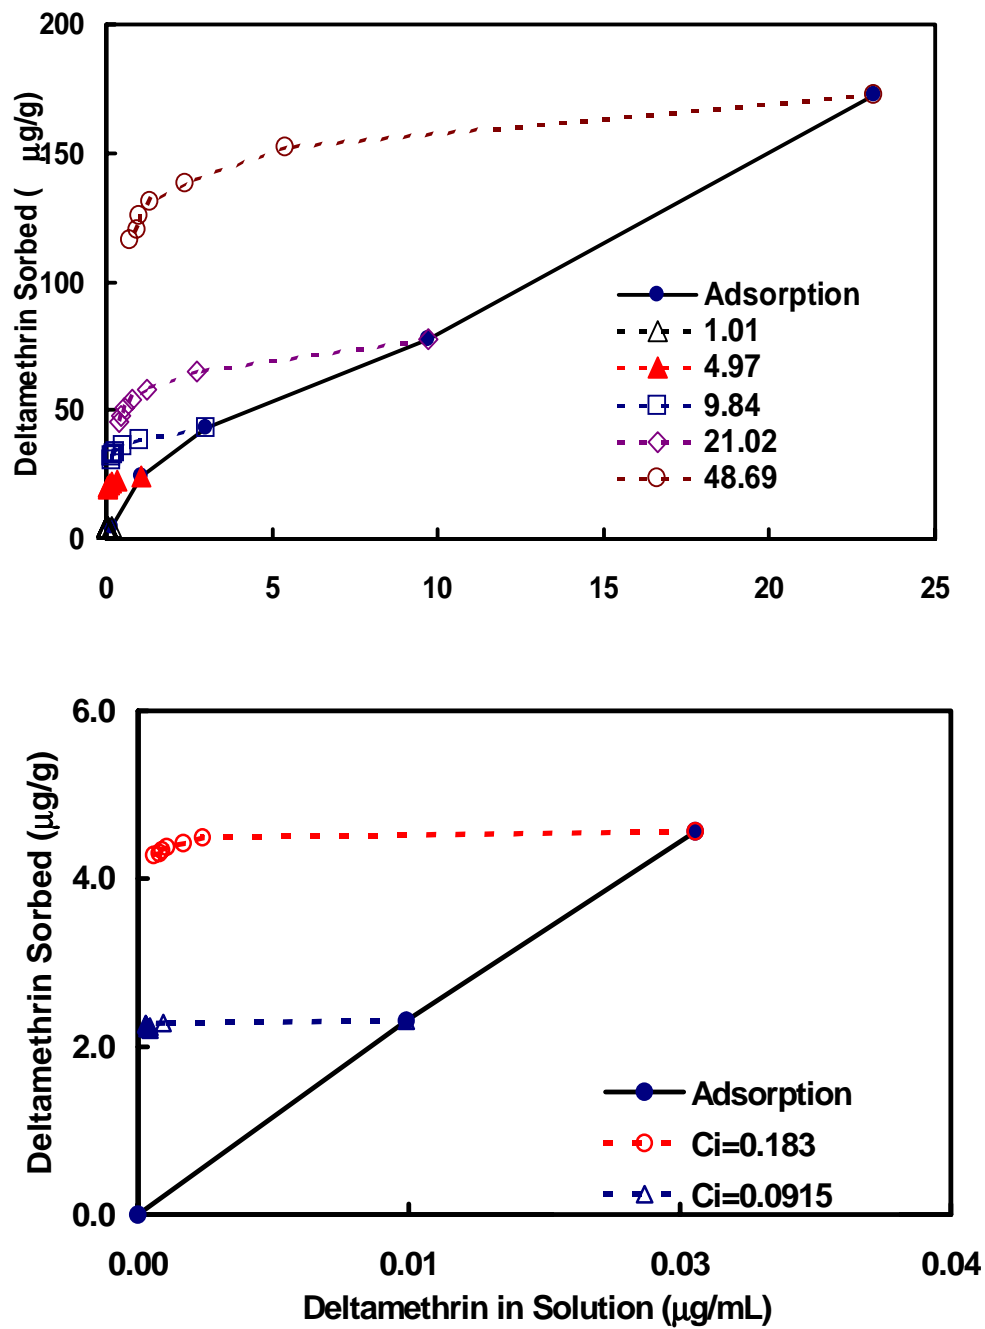 200
150
100
50
0
Deltamethrin Sorbed ( μg/g)
Adsorption
1.01
4.97
9.84
21.02
48.69
0 5 10 15 20 25
6.0
4.0
2.0
0.0
Deltamethrin Sorbed (μg/g)
Adsorption
Ci=0.183
Ci=0.0915
0.00 0.01 0.03 0.04
Deltamethrin in Solution (μg/mL)